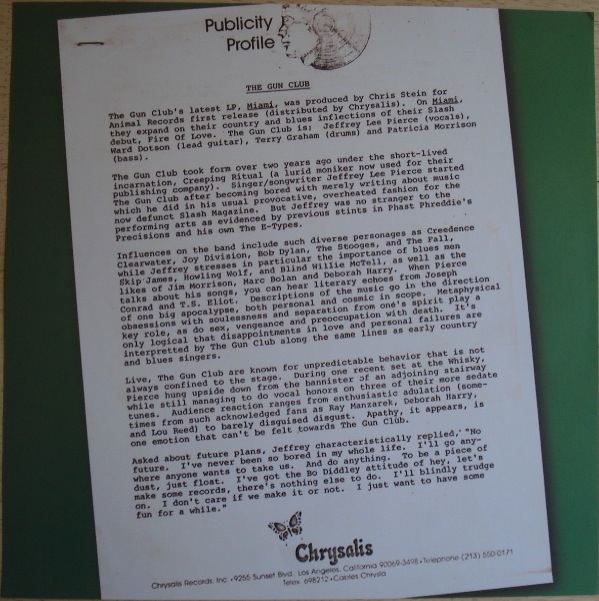 Publicity
Profile
THE GUN CLUB
The Gun Club's latest LP, Miami, was produced by Chris Stein for
Animal Records first release (distributed by Chrysalis). On Miami,
they expand on their country and blues inflections of their Slash
debut, Fire Of Love. The Gun Club is; Jeffrey Lee Pierce (vocals),
Ward Dotson (lead guitar), Terry Graham (drums) and Patricia Morrison
(bass).
The Gun Club took form over two years ago under the short-lived
incarnation, Creeping Ritual (a lurid moniker now used for their
publishing company). Singer/songwriter Jeffrey Lee Pierce started
The Gun Club after becoming bored with merely writing about music
which he did in his usual provocative, overheated fashion for the
now defunct Slash Magazine. But Jeffrey was no stranger to the
performing arts as evidenced by previous stints in Phast Phreddie's
Precisions and his own The E-Types.
Influences on the band include such diverse personages as Creedence
Clearwater, Joy Division, Bob Dylan, The Stooges, and The Fall,
while Jeffrey stresses in particular the importance of blues men
Skip James, Howling Wolf, and Blind Willie McTell, as well as the
likes of Jim Morrison, Marc Bolan and Deborah Harry. When Pierce
talks about his songs, you can hear literary echoes from Joseph
Conrad and T.S. Eliot. Descriptions of the music go in the direction
of one big apocalypse, both personal and cosmic in scope. Metaphysical
obsessions with soulessness and separation from one's spirit play a
key role, as do sex, vengeance and preoccupation with death. It's
only logical that disappointments in love and personal failures are
interpretted by The Gun Club along the same lines as early country
and blues singers.
Live, The Gun Club are known for unpredictable behavior that is not
always confined to the stage. During one recent set at the Whisky,
Pierce hung upside down from the bannister of an adjoining stairway
while still managing to do vocal honors on three of their more sedate
tunes. Audience reaction ranges from enthusiastic adulation (some-
times from such acknowledged fans as Ray Manzarek, Deborah Harry,
and Lou Reed) to barely disguised disgust. Apathy, it appears, is
one emotion that can't be felt towards The Gun Club.
Asked about future plans, Jeffrey characteristically replied, "No
future. I've never been so bored in my whole life. I'll go any-
where anyone wants to take us. And do anything. To be a piece of
dust, just float. I've got the Bo Diddley attitude of hey, let's
make some records, there's nothing else to do. I'll blindly trudge
on. I don't care if we make it or not. I just want to have some
fun for a while."
Chrysalis
Chrysalis Records, Inc • 9255 Sunset Blvd. Los Angeles, California 90069-3498 • Telephone (213) 550-0171
Telex 698212 • Cables Chrysla